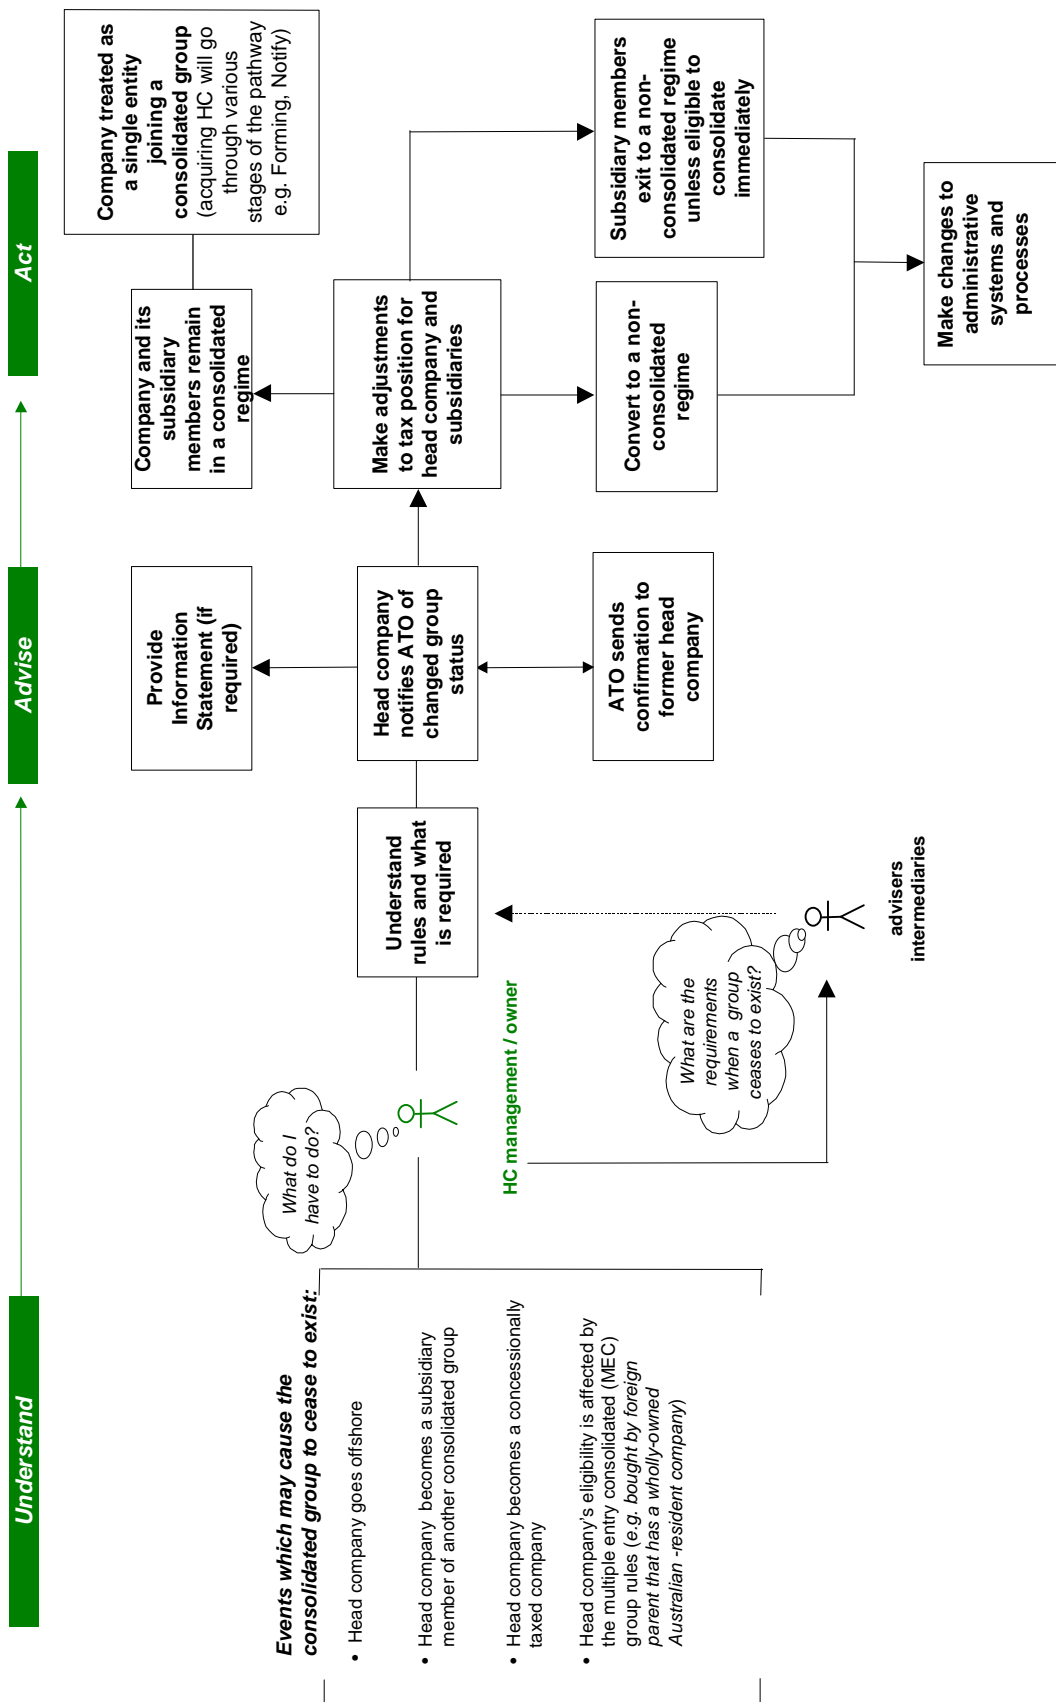 Understand
Advise
Act
Events which may cause the
consolidated group to cease to exist:
• Head company goes offshore
• Head company becomes a subsidiary
member of another consolidated group
• Head company becomes a concessionally
taxed company
• Head company’s eligibility is affected by
the multiple entry consolidated (MEC)
group rules (e.g. bought by foreign
parent that has a wholly-owned
Australian -resident company)
What do I
have to do?
HC management / owner
What are the
requirements
when a group
ceases to exist?
advisers
intermediaries
Understand
rules and what
is required
Provide
Information
Statement (if
required)
Head company
notifies ATO of
changed group
status
ATO sends
confirmation to
former head
company
Company and its
subsidiary
members remain
in a consolidated
regime
Company treated as
a single entity
joining a
consolidated group
(acquiring HC will go
through various
stages of the pathway
e.g. Forming, Notify)
Make adjustments
to tax position for
head company and
subsidiaries
Convert to a non-
consolidated
regime
Subsidiary members
exit to a non-
consolidated regime
unless eligible to
consolidate
immediately
Make changes to
administrative
systems and
processes